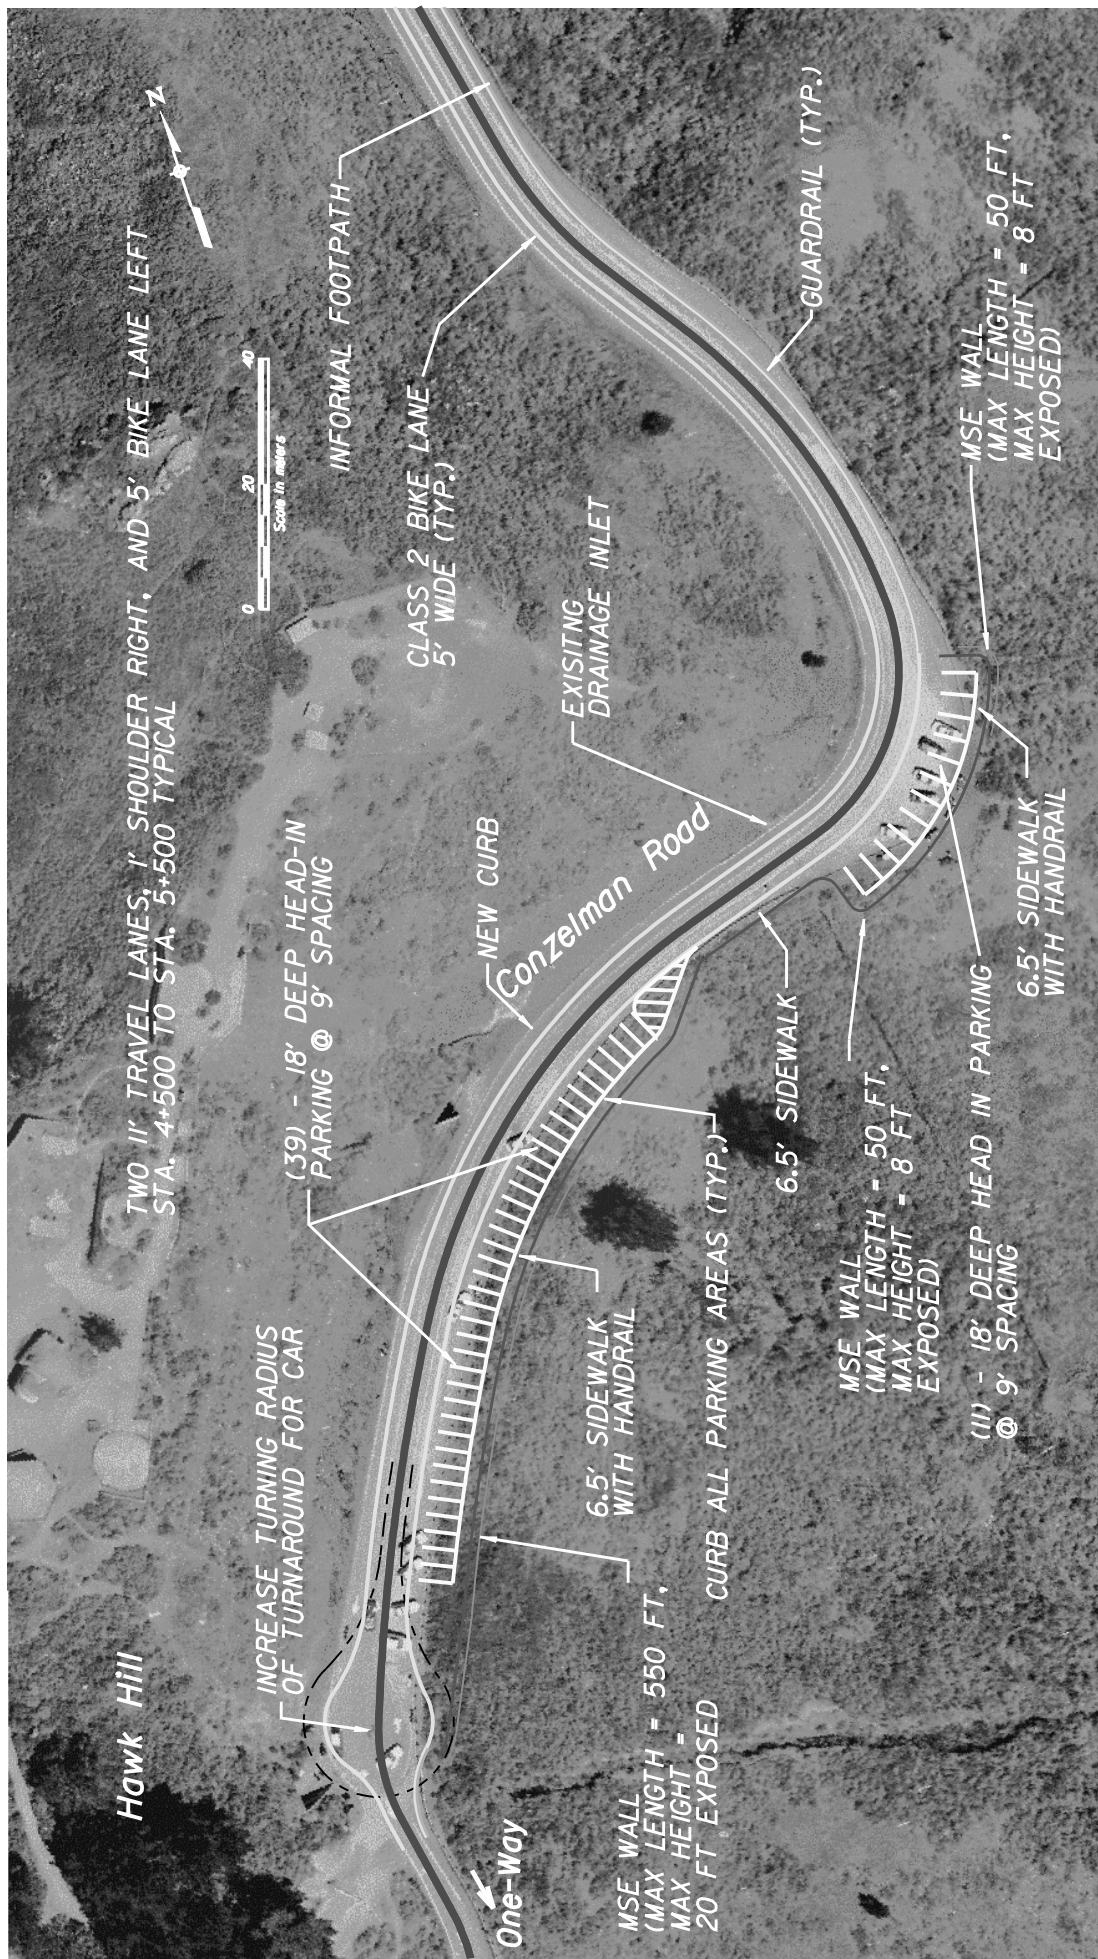 TWO 11' TRAVEL LANES, 1' SHOULDER RIGHT, AND 5' BIKE LANE LEFT
STA. 4+500 TO STA. 5+500 TYPICAL
N
0 20 40
Scale in meters
Hawk Hill
INCREASE TURNING RADIUS
OF TURNAROUND FOR CAR
(39) - 18' DEEP HEAD-IN
PARKING @ 9' SPACING
INFORMAL FOOTPATH
CLASS 2 BIKE LANE
5' WIDE (TYP.)
NEW CURB
Conzelman Road
EXISITNG
DRAINAGE INLET
One-Way
MSE WALL
(MAX LENGTH = 550 FT,
MAX HEIGHT =
20 FT EXPOSED
6.5' SIDEWALK
WITH HANDRAIL
CURB ALL PARKING AREAS (TYP.)
6.5' SIDEWALK
GUARDRAIL (TYP.)
MSE WALL
(MAX LENGTH = 50 FT,
MAX HEIGHT = 8 FT
EXPOSED)
(11) - 18' DEEP HEAD IN PARKING
@ 9' SPACING
6.5' SIDEWALK
WITH HANDRAIL
MSE WALL
(MAX LENGTH = 50 FT,
MAX HEIGHT = 8 FT
EXPOSED)